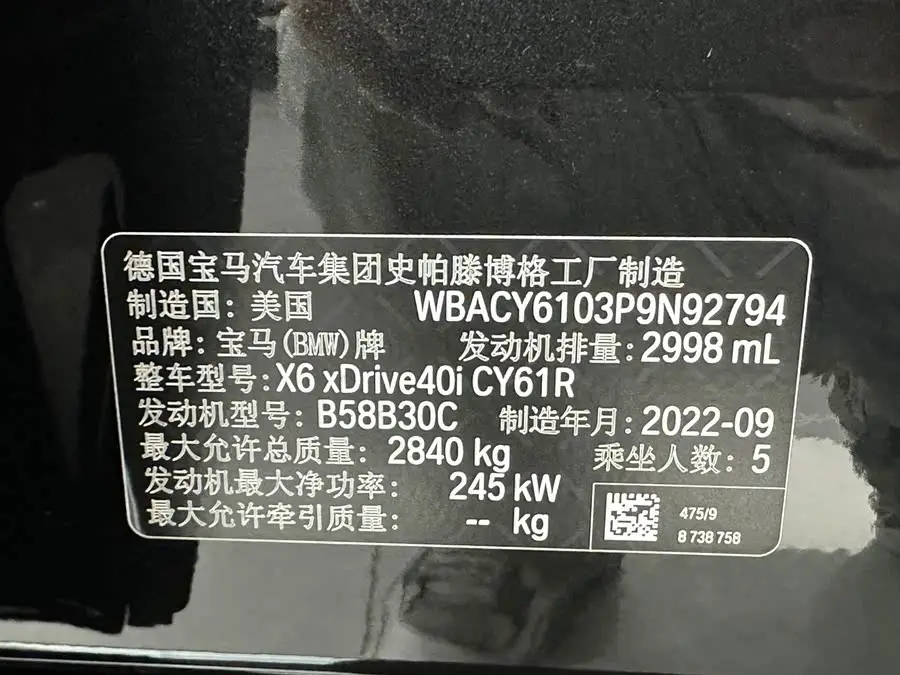 德国宝马汽车集团史帕滕博格工厂制造
制造国：美国 WBACY6103P9N92794
品牌：宝马(BMW)牌 发动机排量：2998 mL
整车型号：X6 xDrive40i CY61R
发动机型号：B58B30C 制造年月：2022-09
最大允许总质量：2840 kg 乘坐人数：5
发动机最大净功率：245 kW
最大允许牵引质量：-- kg
475/9
8 738 758